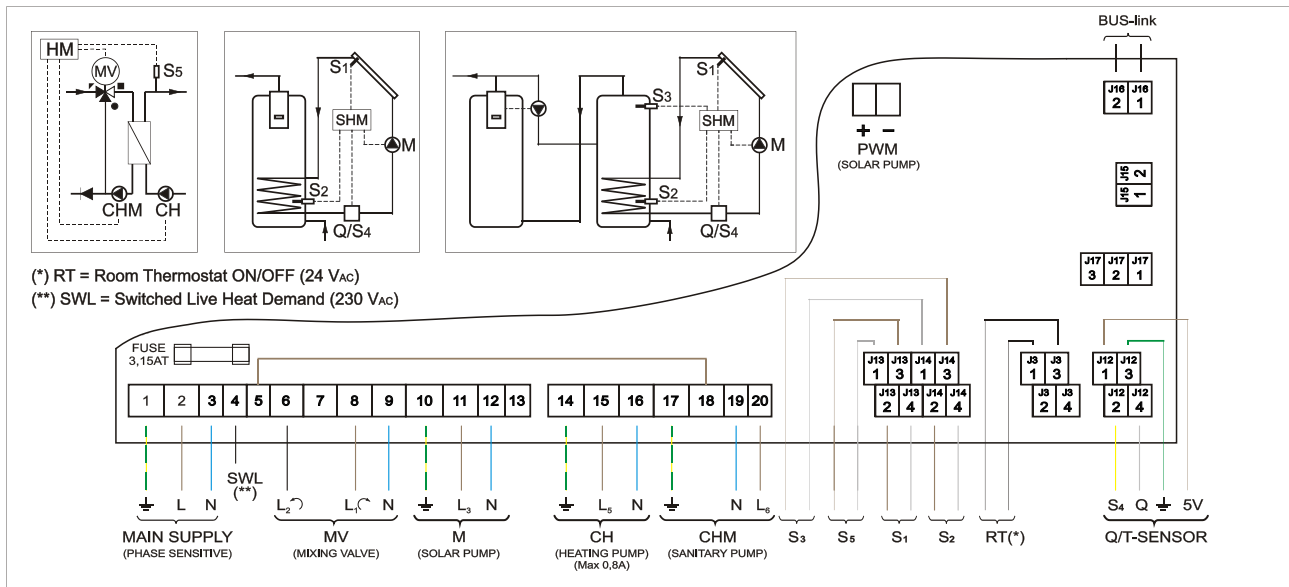 BUS-link
HM
MV
S5
CHM
CH
S1
SHM
M
S2
Q/S4
S1
S3
SHM
M
S2
Q/S4
J16 2
J16 1
+ −
PWM
(SOLAR PUMP)
J15 1
J15 2
J17 3
J17 2
J17 1
(*) RT = Room Thermostat ON/OFF (24 VAC)
(**) SWL = Switched Live Heat Demand (230 VAC)
FUSE
3,15AT
J13 1
J13 3
J14 1
J14 3
J13 2
J13 4
J14 2
J14 4
J3 1
J3 3
J3 2
J3 4
J12 1
J12 3
J12 2
J12 4
1 2 3 4 5 6 7 8 9 10 11 12 13 14 15 16 17 18 19 20
SWL
(**)
L N L2 L1 N L3 N L5 N N L6 S4 Q 5V
MAIN SUPPLY
(PHASE SENSITIVE)
MV
(MIXING VALVE)
M
(SOLAR PUMP)
CH
(HEATING PUMP)
(Max 0,8A)
CHM
(SANITARY PUMP)
S3
S5
S1
S2
RT(*)
Q/T-SENSOR